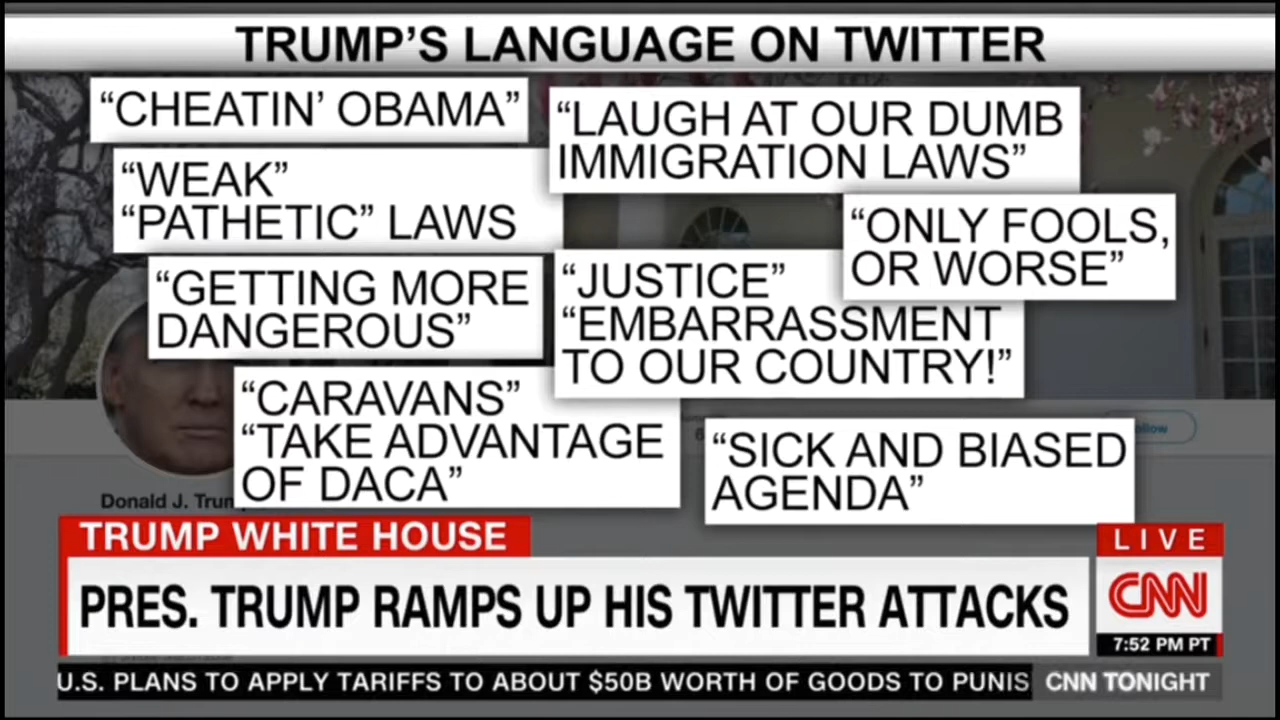 TRUMP'S LANGUAGE ON TWITTER
“CHEATIN’ OBAMA”
“LAUGH AT OUR DUMB
IMMIGRATION LAWS”
“WEAK”
“PATHETIC” LAWS
“ONLY FOOLS,
OR WORSE”
“GETTING MORE
DANGEROUS”
“JUSTICE”
“EMBARRASSMENT
TO OUR COUNTRY!”
“CARAVANS”
“TAKE ADVANTAGE
OF DACA”
“SICK AND BIASED
AGENDA”
Donald J.
TRUMP WHITE HOUSE
PRES. TRUMP RAMPS UP HIS TWITTER ATTACKS
LIVE
CNN
7:52 PM PT
U.S. PLANS TO APPLY TARIFFS TO ABOUT $50B WORTH OF GOODS TO PUNIS
CNN TONIGHT